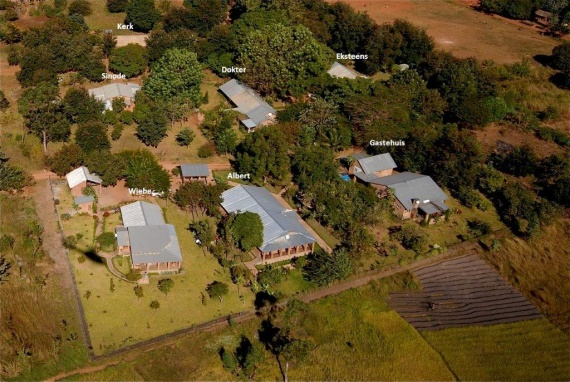 Kerk
Eksteens
Dokter
Sinode
Gastehuis
Albert
Wiebe